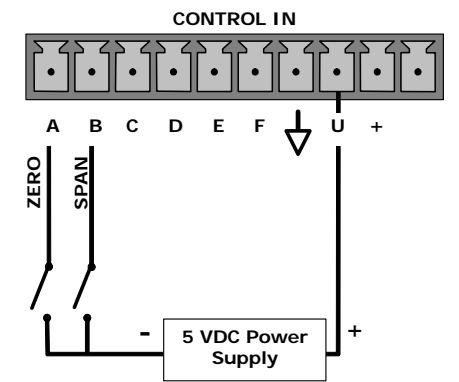 CONTROL IN
A B C D E F U +
ZERO
SPAN
- 5 VDC Power +
Supply